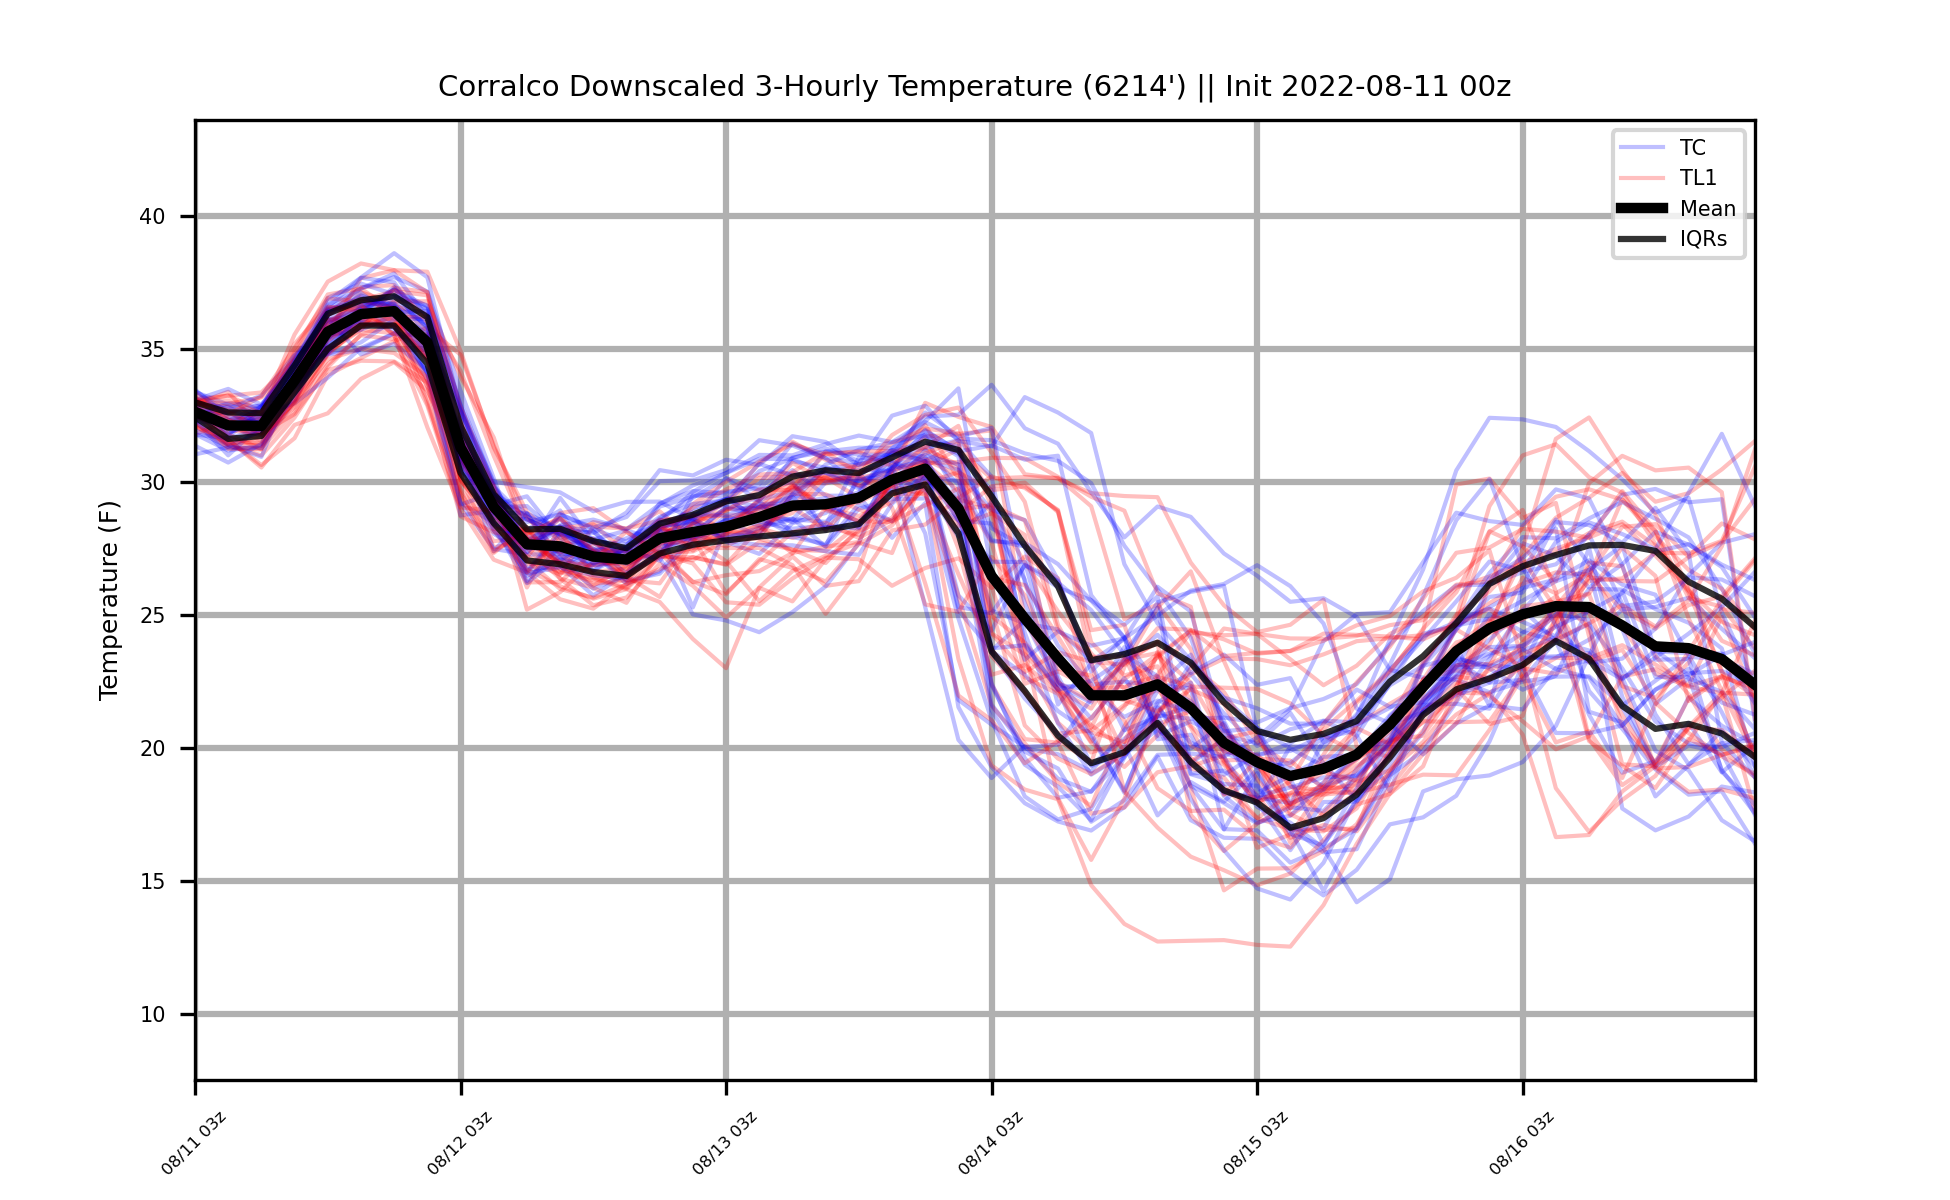 Corralco Downscaled 3-Hourly Temperature (6214') || Init 2022-08-11 00z
TC
TL1
Mean
IQRs
Temperature (F)
40
35
30
25
20
15
10
08/11 03z
08/12 03z
08/13 03z
08/14 03z
08/15 03z
08/16 03z